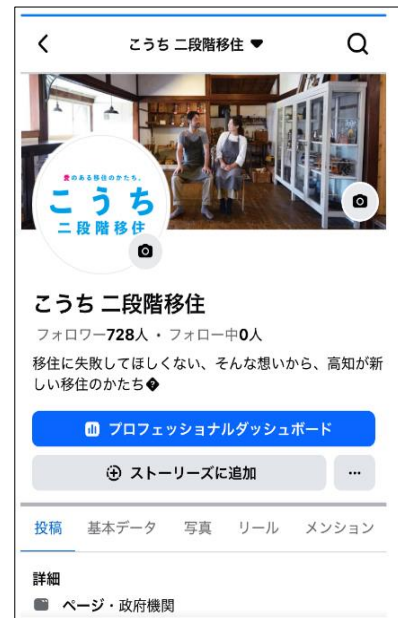 こうち 二段階移住
愛のある移住のかたち。
こうち
二段階移住
こうち 二段階移住
フォロワー728人・フォロー中0人
移住に失敗してほしくない、そんな想いから、高知が新
しい移住のかたち�
プロフェッショナルダッシュボード
ストーリーズに追加
投稿 基本データ 写真 リール メンション
詳細
ページ・政府機関